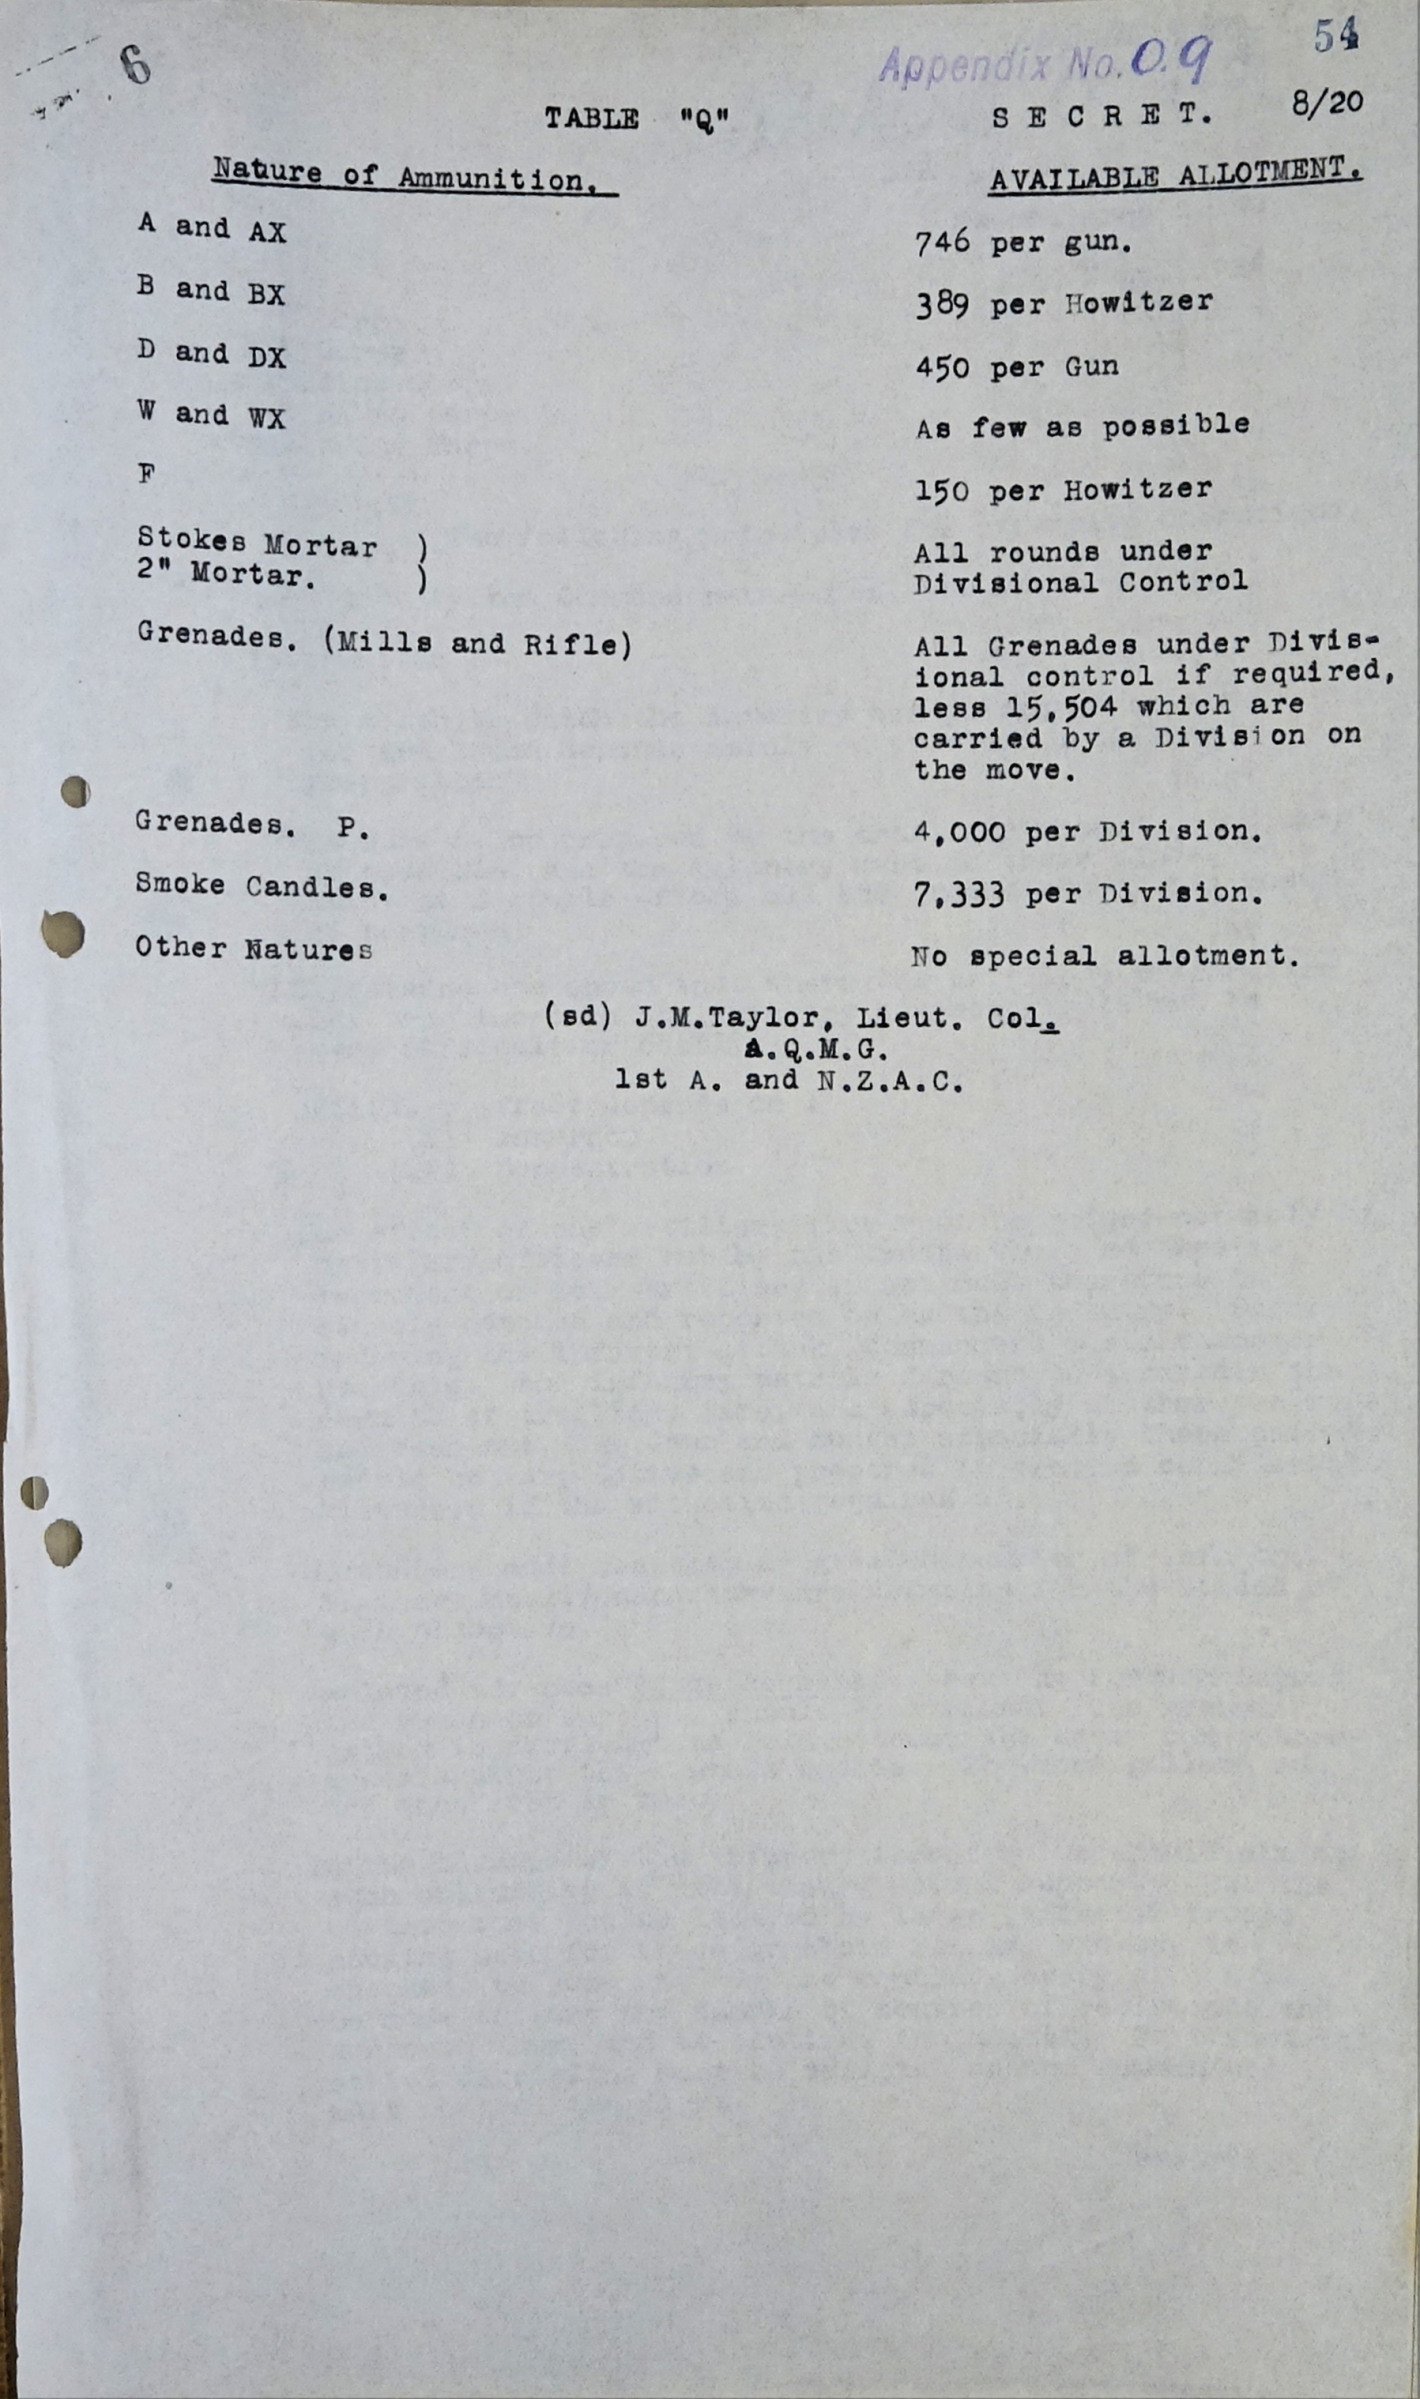 6
Appendix No. O.9
54
TABLE "Q"
S E C R E T.
8/20
Nature of Ammunition.
AVAILABLE ALLOTMENT.
A and AX
746 per gun.
B and BX
389 per Howitzer
D and DX
450 per Gun
W and WX
As few as possible
F
150 per Howitzer
Stokes Mortar )
2" Mortar. )
All rounds under
Divisional Control
Grenades. (Mills and Rifle)
All Grenades under Divis-
ional control if required,
less 15,504 which are
carried by a Division on
the move.
Grenades. P.
4,000 per Division.
Smoke Candles.
7,333 per Division.
Other Natures
No special allotment.
(sd) J.M.Taylor, Lieut. Col.
A.Q.M.G.
1st A. and N.Z.A.C.